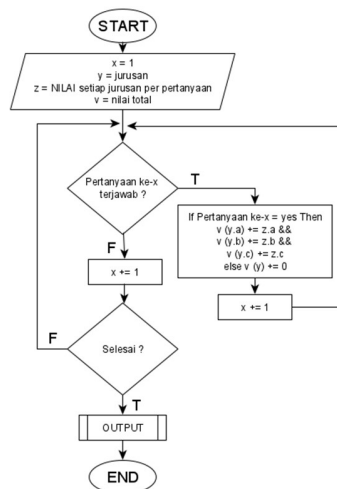 START
x = 1
y = jurusan
z = NILAI setiap jurusan per pertanyaan
v = nilai total
Pertanyaan ke-x
terjawab ?
T
If Pertanyaan ke-x = yes Then
v (y.a) += z.a &&
v (y.b) += z.b &&
v (y.c) += z.c
else v (y) += 0
F
x += 1
x += 1
F
Selesai ?
T
OUTPUT
END